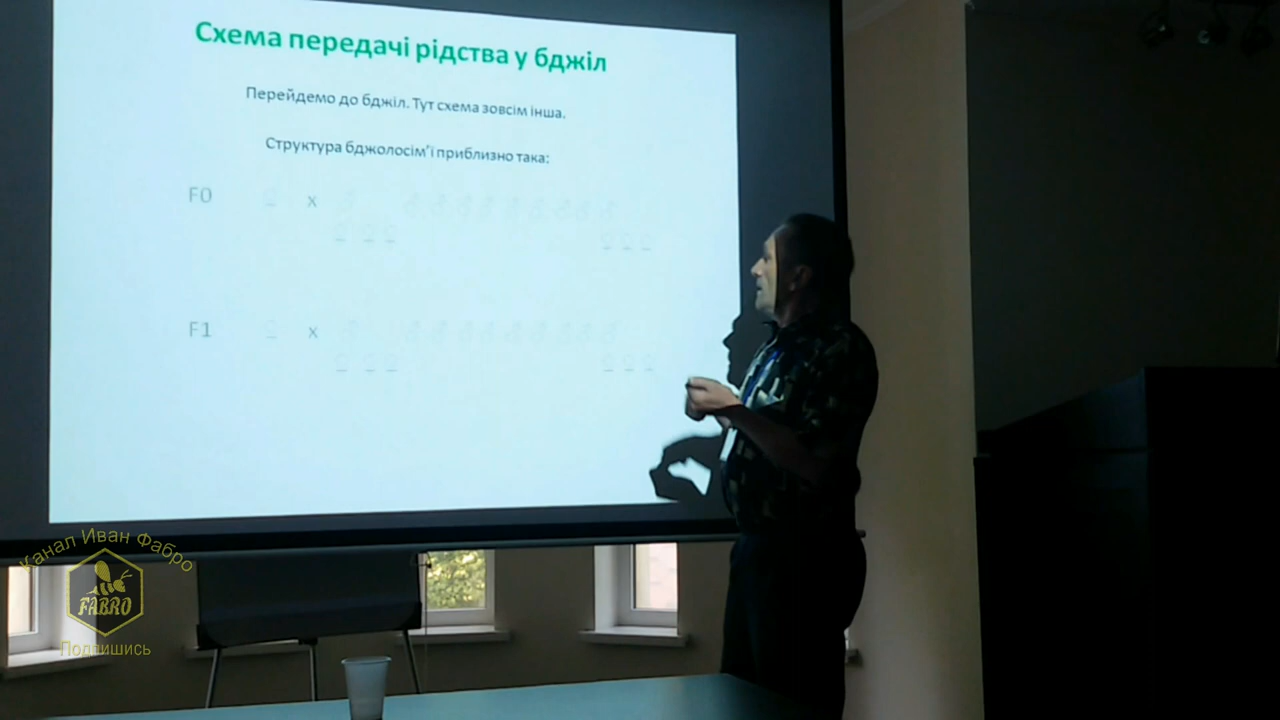 Схема передачі рідства у бджіл
Перейдемо до бджіл. Тут схема зовсім інша.
Структура бджолосім'ї приблизно така:
F0 ♀ x
F1 ♀ x
Канал Иван Фабро
FABRO
Подпишись